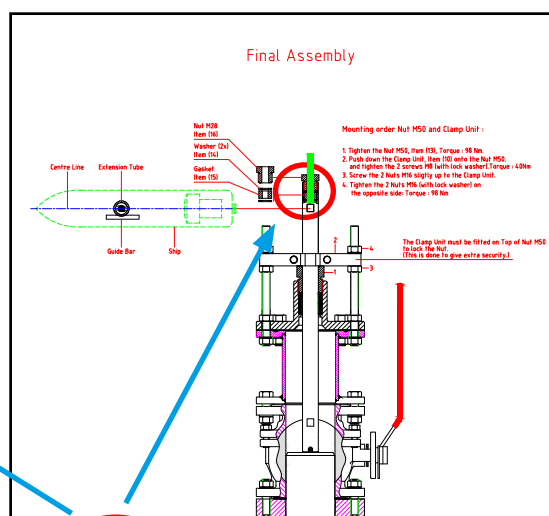 Final Assembly
Nut M28
Item (16)
Washer (2x)
Item (14)
Gasket
Item (15)
Centre Line
Extension Tube
Guide Bar
Ship
Mounting order Nut M50 and Clamp Unit :
1. Tighten the Nut M50, Item (13), Torque : 98 Nm.
2. Push down the Clamp Unit, Item (10) onto the Nut M50.
and tighten the 2 screws M8 (with lock washer).Torque : 40Nm
3. Screw the 2 Nuts M16 sligtly up to the Clamp Unit.
4. Tighten the 2 Nuts M16 (with lock washer) on
the opposite side: Torque : 98 Nm
2
4
The Clamp Unit must be fitted on Top of Nut M50
to lock the Nut.
(This is done to give extra security.)
3
1